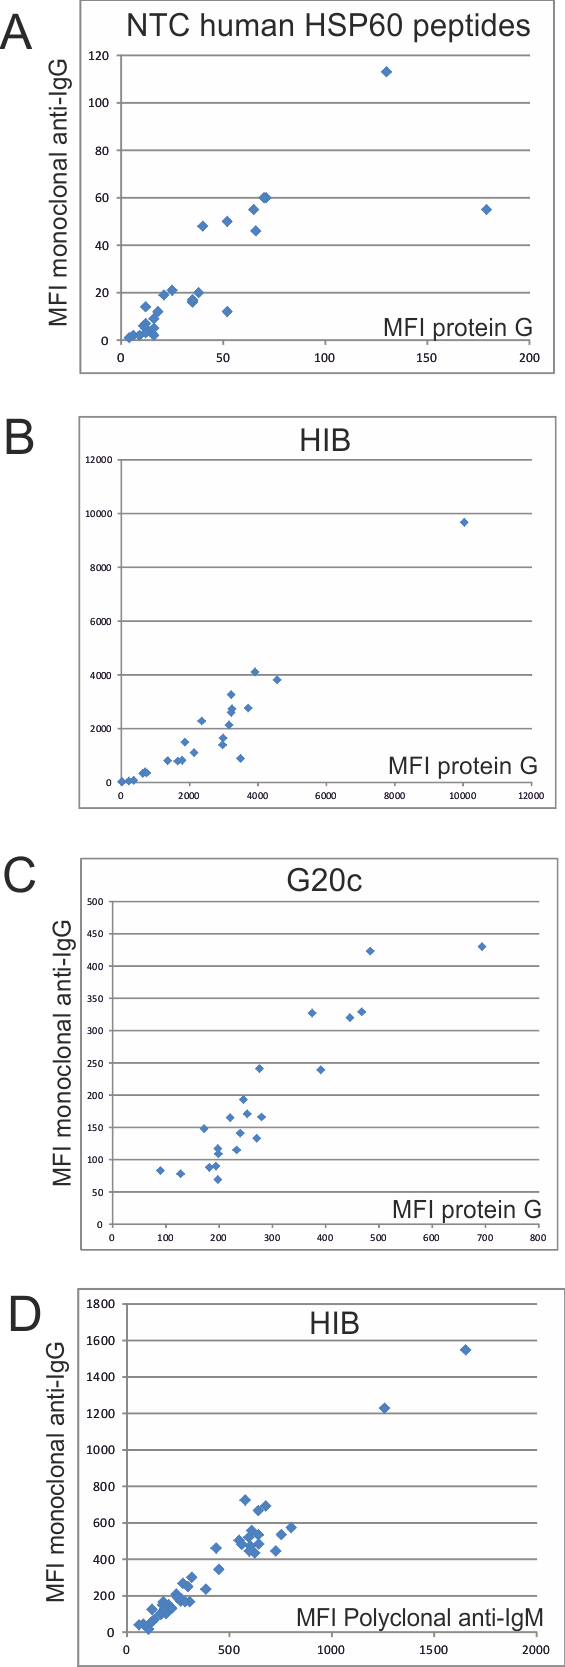 A
NTC human HSP60 peptides
MFI monoclonal anti-IgG
120
100
80
60
40
20
0
MFI protein G
0 50 100 150 200
B
HIB
12000
10000
8000
6000
4000
2000
0
MFI protein G
0 2000 4000 6000 8000 10000 12000
C
G20c
MFI monoclonal anti-IgG
500
450
400
350
300
250
200
150
100
50
0
MFI protein G
0 100 200 300 400 500 600 700 800
D
HIB
MFI monoclonal anti-IgG
1800
1600
1400
1200
1000
800
600
400
200
0
MFI Polyclonal anti-IgM
0 500 1000 1500 2000